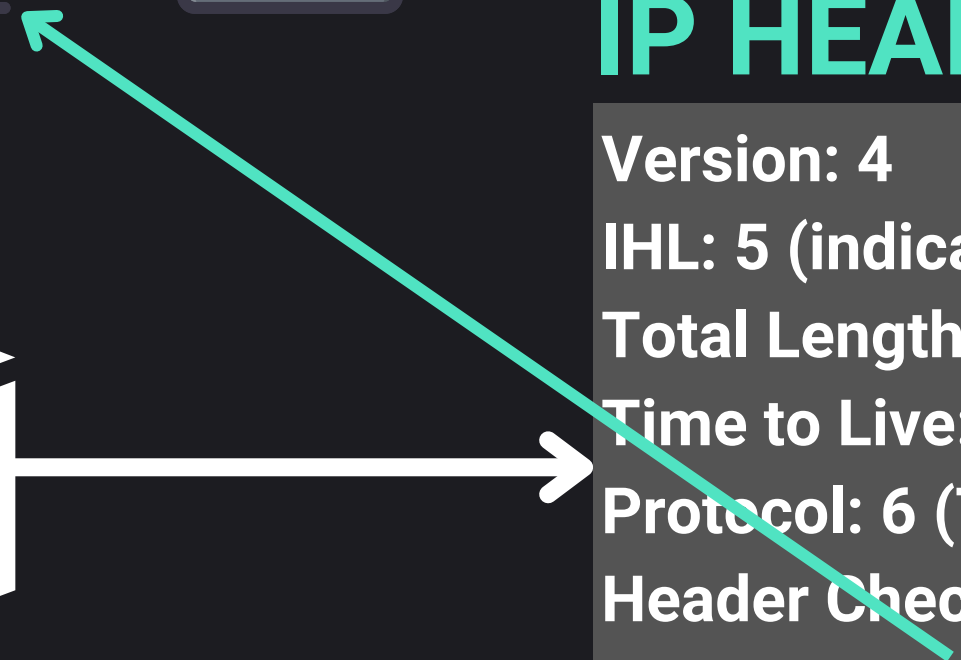 IP HEA
Version: 4
IHL: 5 (indica
Total Length
Time to Live:
Protocol: 6 (
Header Chec